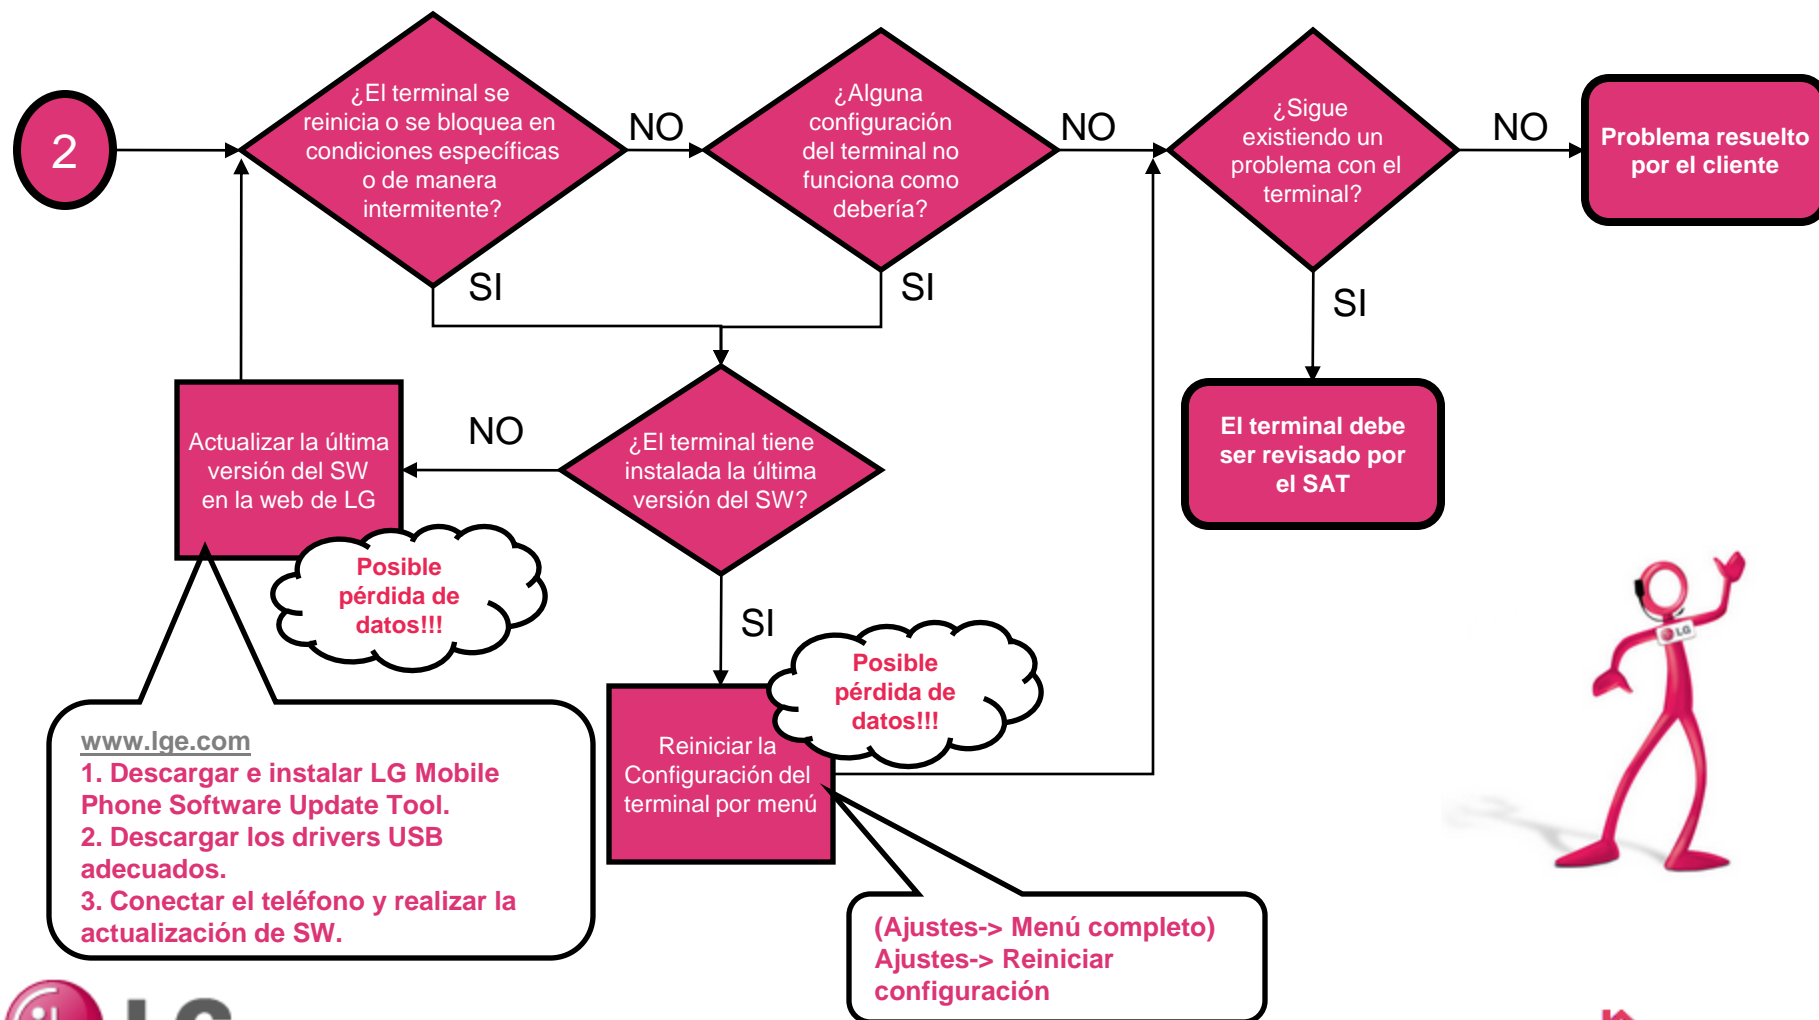 2
¿El terminal se
reinicia o se bloquea en
condiciones específicas
o de manera
intermitente?
NO
¿Alguna
configuración
del terminal no
funciona como
debería?
NO
¿Sigue
existiendo un
problema con el
terminal?
NO
Problema resuelto
por el cliente
SI
SI
SI
Actualizar la última
versión del SW
en la web de LG
NO
¿El terminal tiene
instalada la última
versión del SW?
El terminal debe
ser revisado por
el SAT
Posible
pérdida de
datos!!!
SI
Posible
pérdida de
datos!!!
Reiniciar la
Configuración del
terminal por menú
www.lge.com
1. Descargar e instalar LG Mobile
Phone Software Update Tool.
2. Descargar los drivers USB
adecuados.
3. Conectar el teléfono y realizar la
actualización de SW.
(Ajustes-> Menú completo)
Ajustes-> Reiniciar
configuración
LG
LG